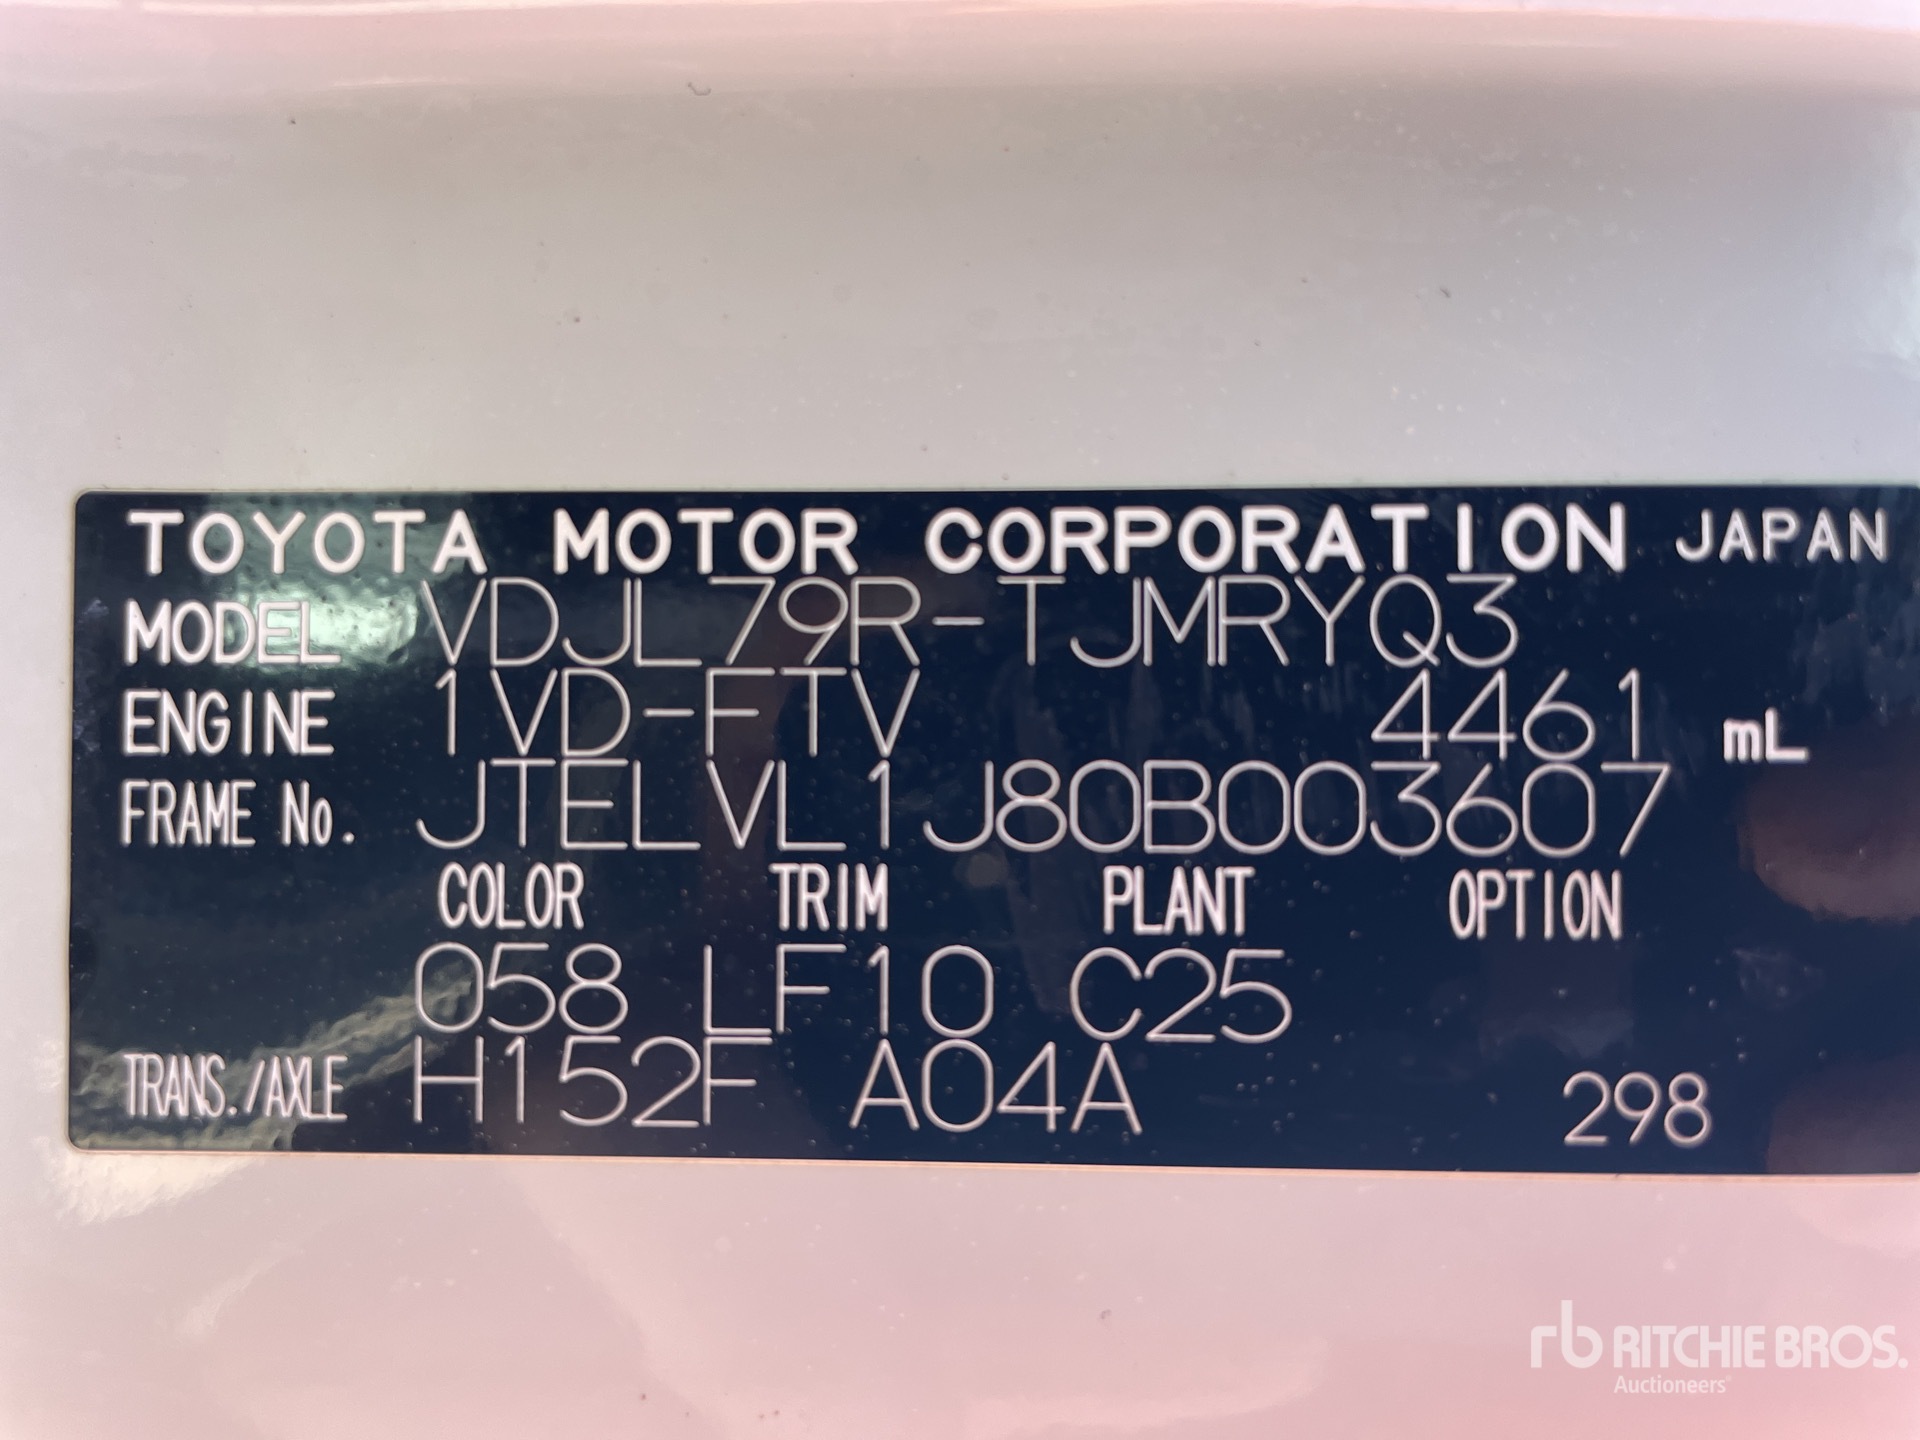 TOYOTA MOTOR CORPORATION JAPAN
MODEL VDJL79R-TJMRYQ3
ENGINE 1VD-FTV 4461 mL
FRAME No. JTELVL1J80B003607
COLOR TRIM PLANT OPTION
058 LF10 C25
TRANS./AXLE H152F A04A 298
rb RITCHIE BROS.
Auctioneers